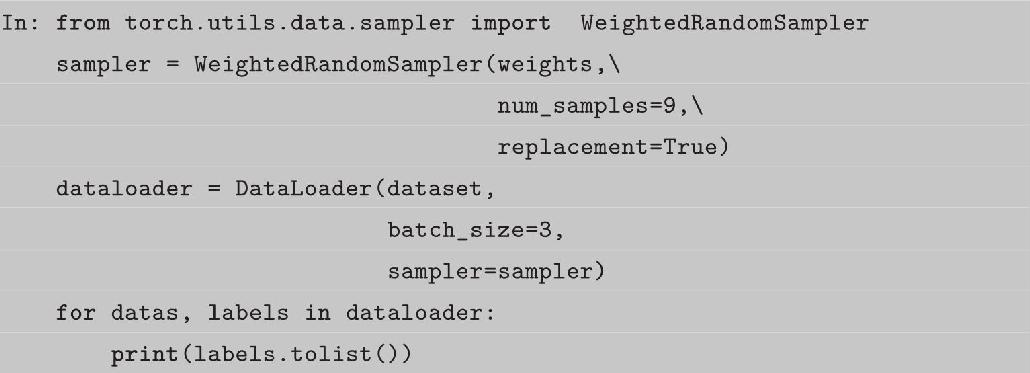 In: from torch.utils.data.sampler import  WeightedRandomSampler
    sampler = WeightedRandomSampler(weights,\
                                    num_samples=9,\
                                    replacement=True)
    dataloader = DataLoader(dataset,
                            batch_size=3,
                            sampler=sampler)
    for datas, labels in dataloader:
        print(labels.tolist())